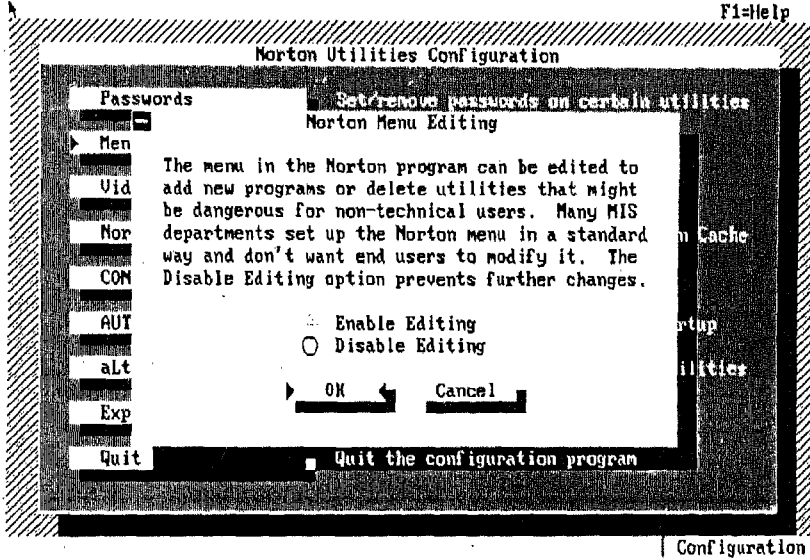 F1=Help
Norton Utilities Configuration
Passwords
Set/remove passwords on certain utilities
Norton Menu Editing
Men
The menu in the Norton program can be edited to
Vid
add new programs or delete utilities that might
be dangerous for non-technical users. Many MIS
Nor
departments set up the Norton menu in a standard
n Cache
way and don't want end users to modify it. The
CON
Disable Editing option prevents further changes.
AUT
Enable Editing
rtup
Disable Editing
aLt
ilities
OK
Cancel
Exp
Quit
Quit the configuration program
Configuration